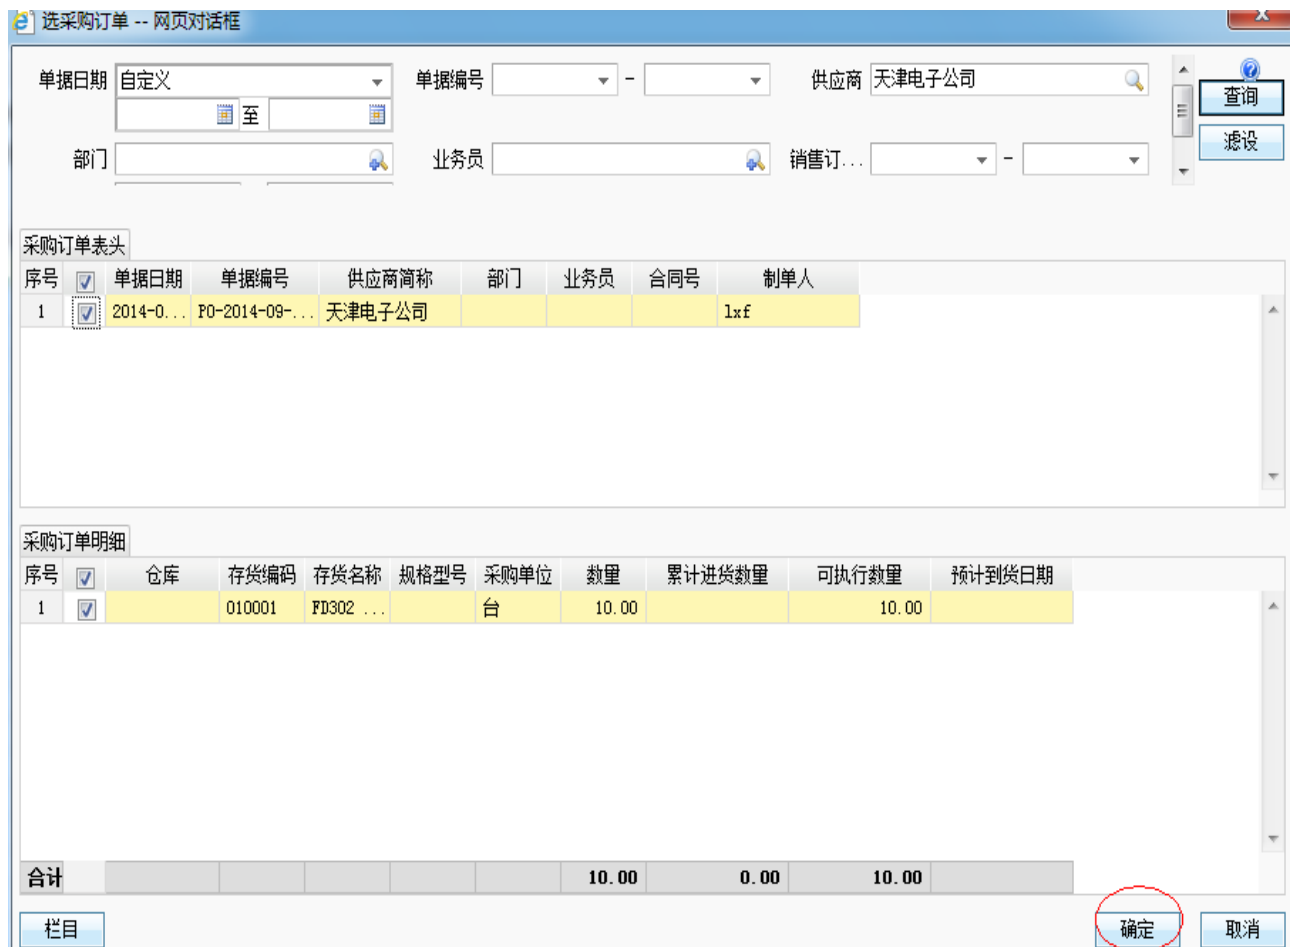 选采购订单 -- 网页对话框
单据日期 自定义 单据编号 - 供应商 天津电子公司 查询
至
部门 业务员 销售订... - 滤设
采购订单表头
序号 单据日期 单据编号 供应商简称 部门 业务员 合同号 制单人
1 2014-0... PO-2014-09-... 天津电子公司 lxf
采购订单明细
序号 仓库 存货编码 存货名称 规格型号 采购单位 数量 累计进货数量 可执行数量 预计到货日期
1 010001 FD302 ... 台 10.00 10.00
合计 10.00 0.00 10.00
栏目 确定 取消